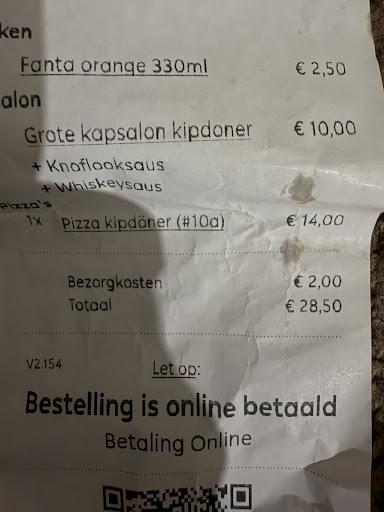 ken
Fanta orange 330ml € 2,50
alon
Grote kapsalon kipdoner € 10,00
+ Knoflooksaus
+ Whiskeysaus
Pizza's
1x Pizza kipdöner (#10a) € 14,00
Bezorgkosten € 2,00
Totaal € 28,50
V2.154 Let op:
Bestelling is online betaald
Betaling Online